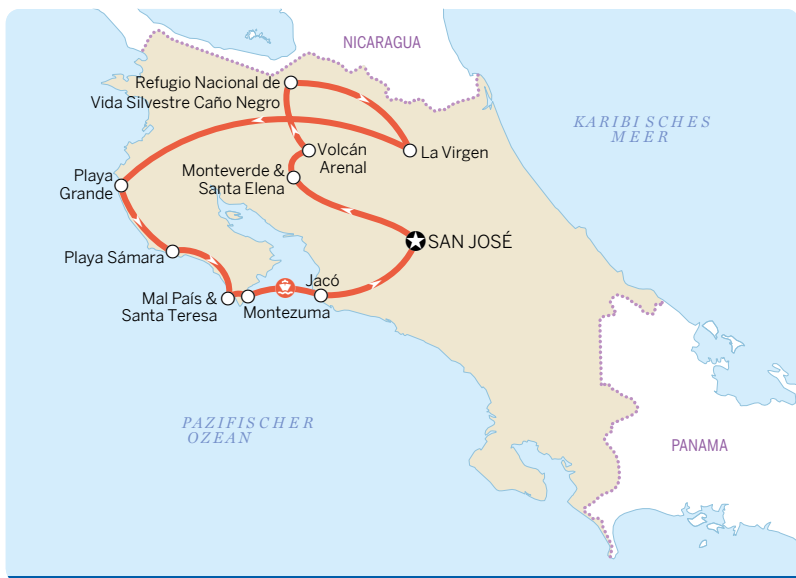 NICARAGUA
Refugio Nacional de
Vida Silvestre Caño Negro
KARIBISCHES
MEER
Volcán
Arenal
La Virgen
Monteverde &
Santa Elena
Playa
Grande
SAN JOSÉ
Playa Sámara
Jacó
Mal País &
Santa Teresa
Montezuma
PAZIFISCHER
OZEAN
PANAMA